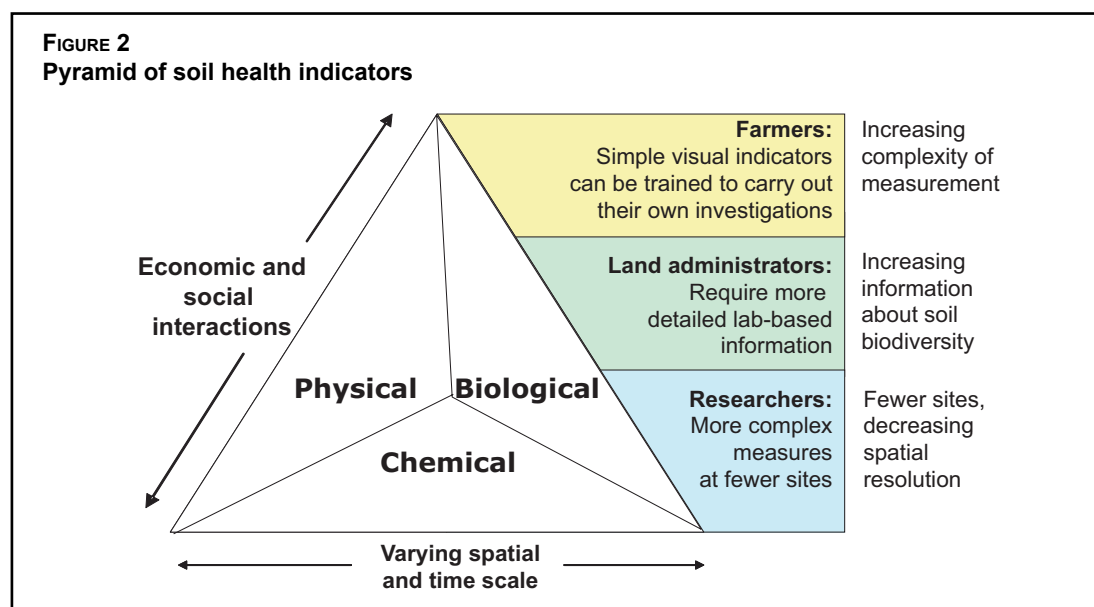 FIGURE 2
Pyramid of soil health indicators
Farmers:
Simple visual indicators
can be trained to carry out
their own investigations
Increasing
complexity of
measurement
Economic and
social
interactions
Land administrators:
Require more
detailed lab-based
information
Increasing
information
about soil
biodiversity
Physical
Biological
Chemical
Researchers:
More complex
measures
at fewer sites
Fewer sites,
decreasing
spatial
resolution
Varying spatial
and time scale